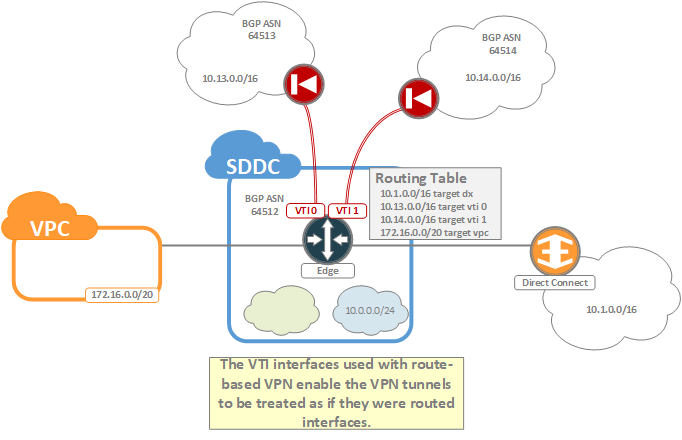 BGP ASN
64513
10.13.0.0/16
BGP ASN
64514
10.14.0.0/16
SDDC
BGP ASN
64512
VTI 0
VTI 1
Routing Table
10.1.0.0/16 target dx
10.13.0.0/16 target vti 0
10.14.0.0/16 target vti 1
172.16.0.0/20 target vpc
VPC
172.16.0.0/20
Edge
Direct Connect
10.1.0.0/16
10.0.0.0/24
The VTI interfaces used with route-
based VPN enable the VPN tunnels
to be treated as if they were routed
interfaces.